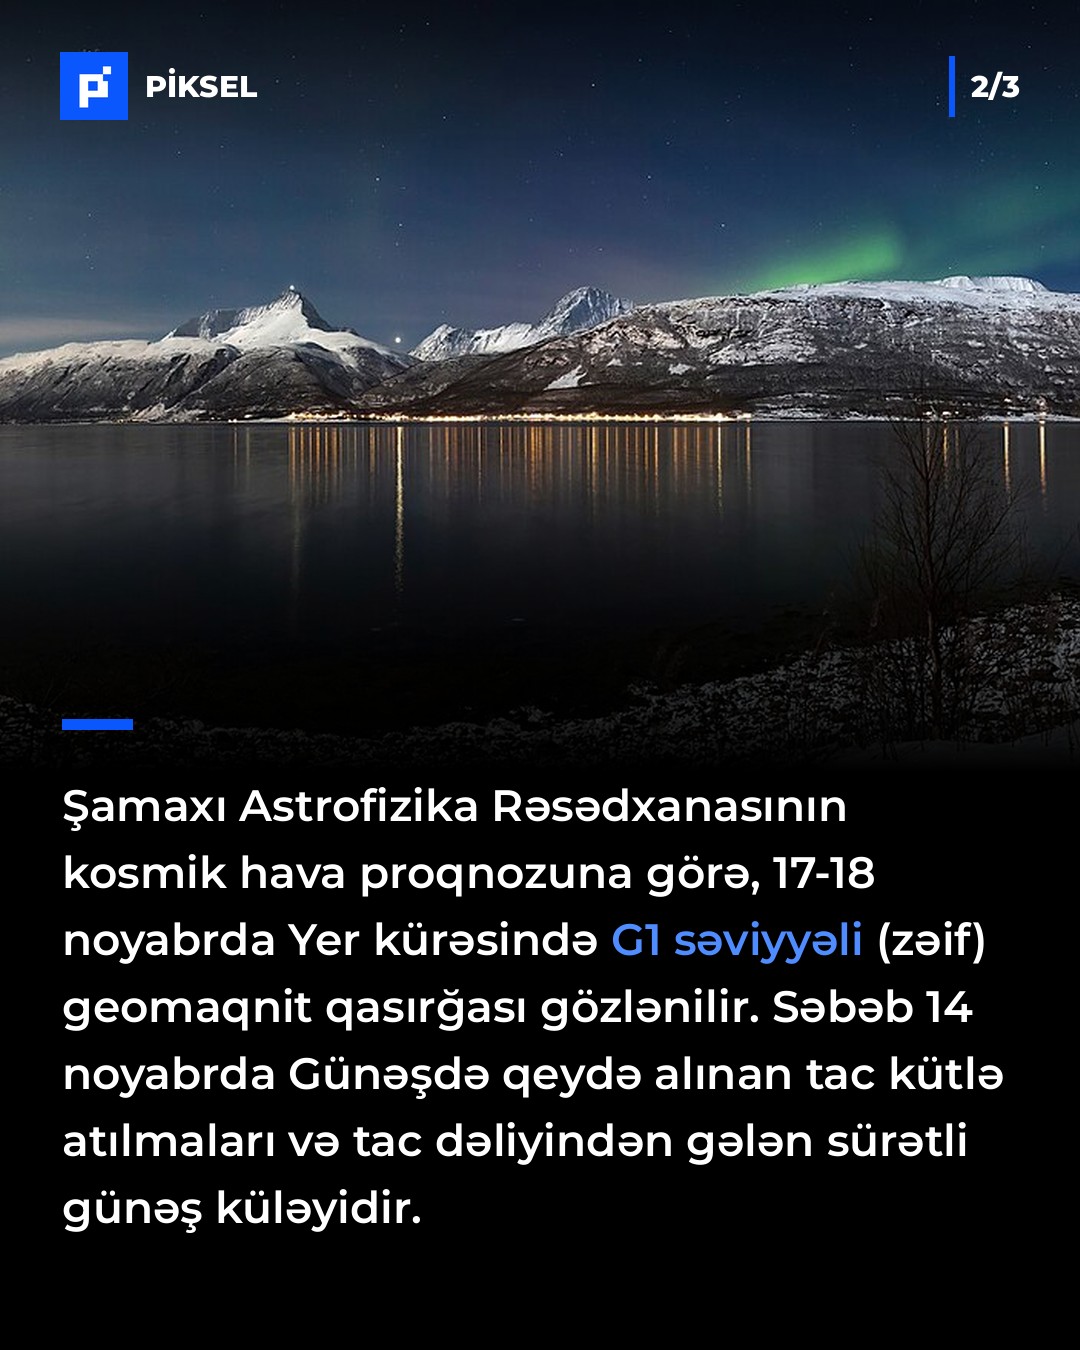 PİKSEL
2/3
Şamaxı Astrofizika Rəsədxanasının
kosmik hava proqnozuna görə, 17-18
noyabrda Yer kürəsində G1 səviyyəli (zəif)
geomaqnit qasırğası gözlənilir. Səbəb 14
noyabrda Günəşdə qeydə alınan tac kütlə
atılmaları və tac dəliyindən gələn sürətli
günəş küləyidir.